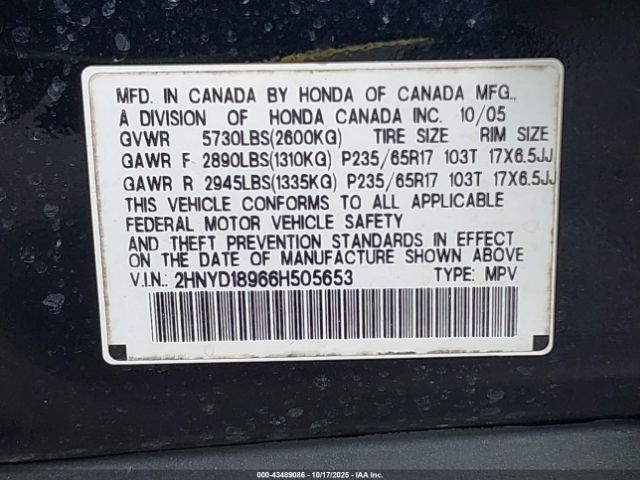 MFD. IN CANADA BY HONDA OF CANADA MFG.,
A DIVISION OF HONDA CANADA INC. 10/05
GVWR 5730LBS(2600KG) TIRE SIZE RIM SIZE
GAWR F 2890LBS(1310KG) P235/65R17 103T 17X6.5JJ
GAWR R 2945LBS(1335KG) P235/65R17 103T 17X6.5JJ
THIS VEHICLE CONFORMS TO ALL APPLICABLE
FEDERAL MOTOR VEHICLE SAFETY
AND THEFT PREVENTION STANDARDS IN EFFECT
ON THE DATE OF MANUFACTURE SHOWN ABOVE
V.I.N.: 2HNYD18966H505653 TYPE: MPV
000-43489086 - 10/17/2025 - IAA Inc.